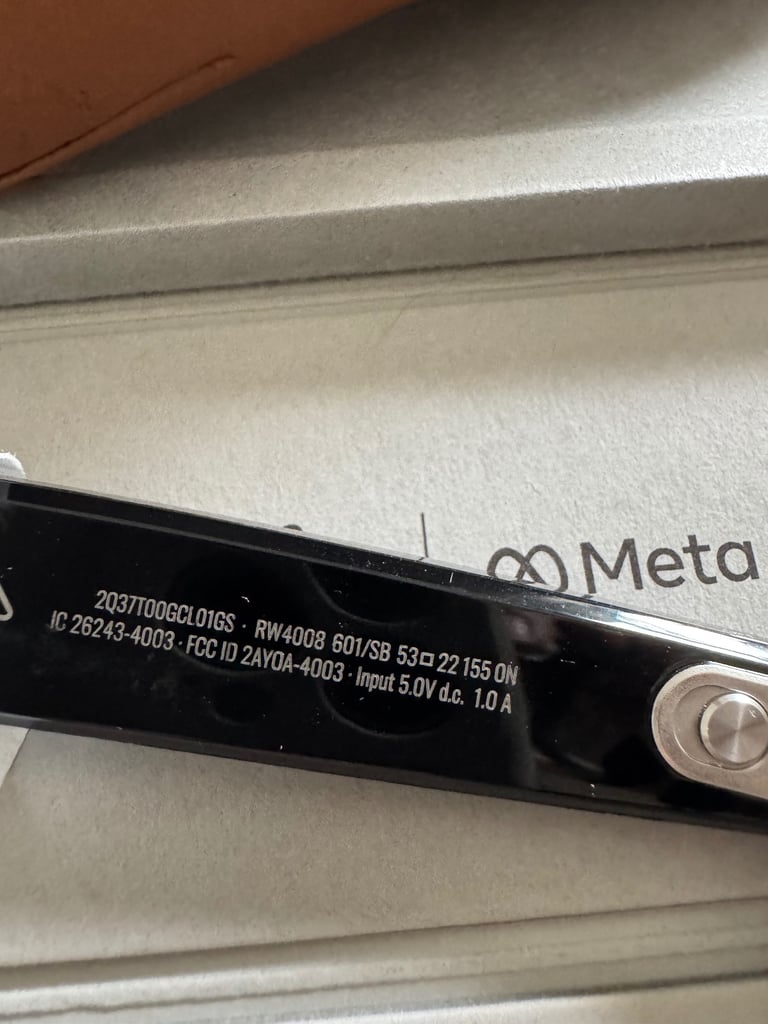 Meta
2Q37T00GCL01GS · RW4008 601/SB 53□22 155 0N
IC 26243-4003 · FCC ID 2AYOA-4003 · Input 5.0V d.c. 1.0 A